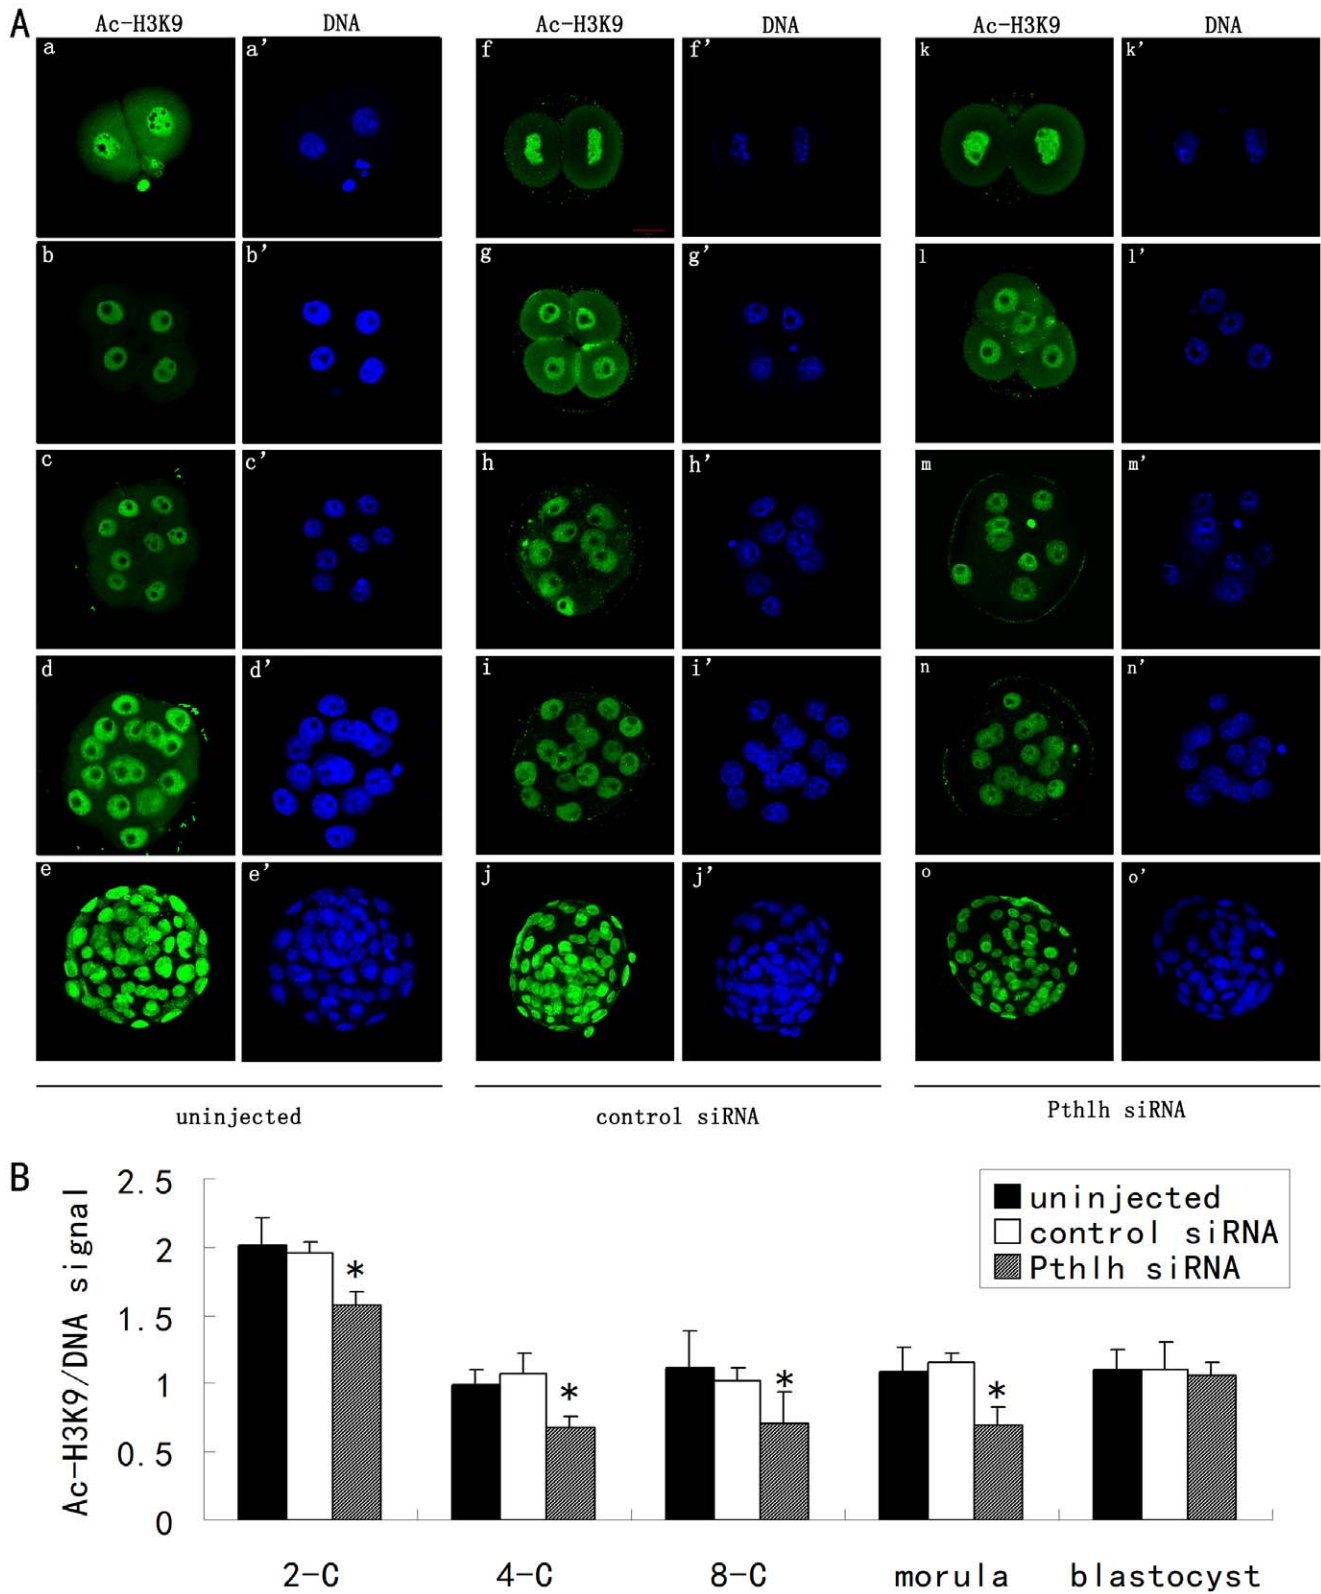 A
Ac-H3K9 DNA Ac-H3K9 DNA Ac-H3K9 DNA
a a' f f' k k'
b b' g g' l l'
c c' h h' m m'
d d' i i' n n'
e e' j j' o o'
uninjected control siRNA Pthlh siRNA
B
Ac-H3K9/DNA signal
2.5
2
1.5
1
0.5
0
* * * *
uninjected
control siRNA
Pthlh siRNA
2-C 4-C 8-C morula blastocyst